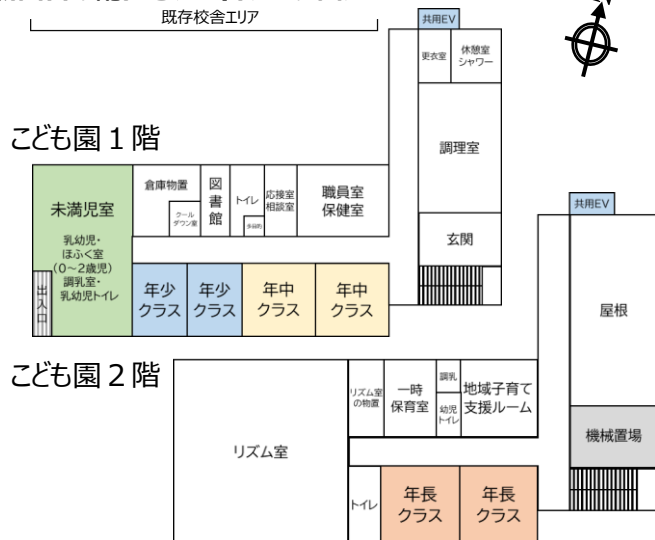 既存校舎エリア
共用EV
更衣室
休憩室
シャワー
調理室
玄関
こども園1階
未満児室
乳幼児・
ほふく室
(0～2歳児)
調乳室・
乳幼児トイレ
出入口
倉庫物置
クール
ダウン室
図書館
トイレ
多目的
応接室
相談室
職員室
保健室
年少
クラス
年少
クラス
年中
クラス
年中
クラス
こども園2階
共用EV
屋根
機械置場
リズム室
リズム室
の物置
一時
保育室
調乳
幼児
トイレ
地域子育て
支援ルーム
トイレ
年長
クラス
年長
クラス